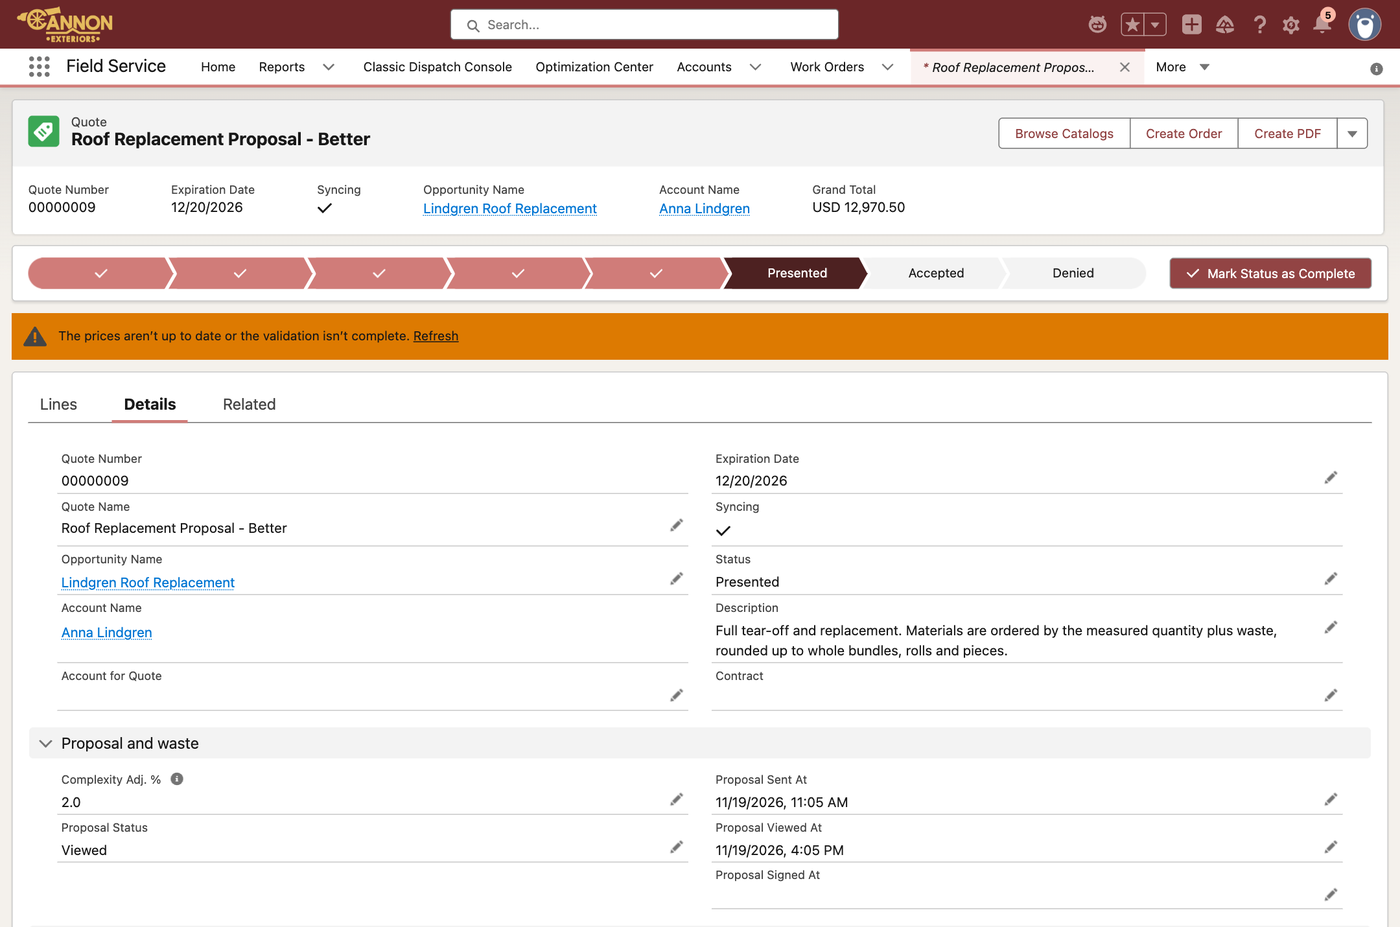 CANNON
•EXTERIORS•
Search...
5
Field Service
Home
Reports
Classic Dispatch Console
Optimization Center
Accounts
Work Orders
* Roof Replacement Propos...
More
Quote
Roof Replacement Proposal - Better
Browse Catalogs
Create Order
Create PDF
Quote Number
Expiration Date
Syncing
Opportunity Name
Account Name
Grand Total
00000009
12/20/2026
Lindgren Roof Replacement
Anna Lindgren
USD 12,970.50
Presented
Accepted
Denied
Mark Status as Complete
The prices aren't up to date or the validation isn't complete. Refresh
Lines
Details
Related
Quote Number
00000009
Expiration Date
12/20/2026
Quote Name
Roof Replacement Proposal - Better
Syncing
Opportunity Name
Lindgren Roof Replacement
Status
Presented
Account Name
Anna Lindgren
Description
Full tear-off and replacement. Materials are ordered by the measured quantity plus waste,
rounded up to whole bundles, rolls and pieces.
Account for Quote
Contract
Proposal and waste
Complexity Adj. %
2.0
Proposal Sent At
11/19/2026, 11:05 AM
Proposal Status
Viewed
Proposal Viewed At
11/19/2026, 4:05 PM
Proposal Signed At